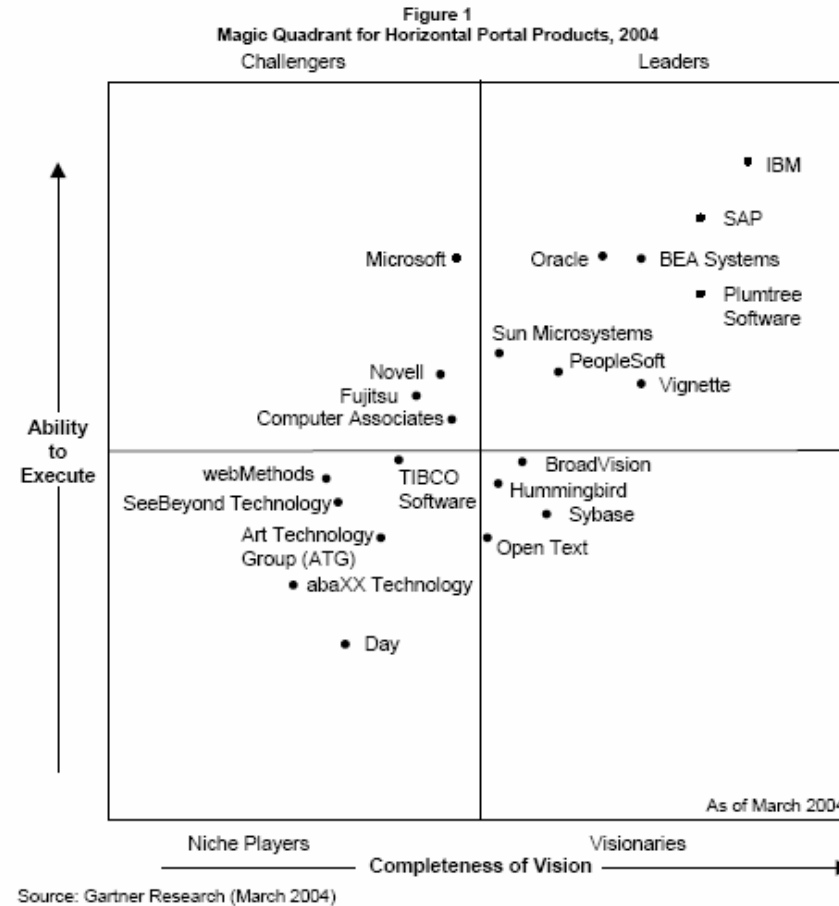 Figure 1
Magic Quadrant for Horizontal Portal Products, 2004
Challengers
Leaders
IBM
SAP
Microsoft
Oracle
BEA Systems
Plumtree
Software
Sun Microsystems
PeopleSoft
Novell
Vignette
Fujitsu
Computer Associates
Ability
to
Execute
BroadVision
webMethods
TIBCO
Software
Hummingbird
SeeBeyond Technology
Sybase
Art Technology
Group (ATG)
Open Text
abaXX Technology
Day
As of March 2004
Niche Players
Visionaries
Completeness of Vision
Source: Gartner Research (March 2004)